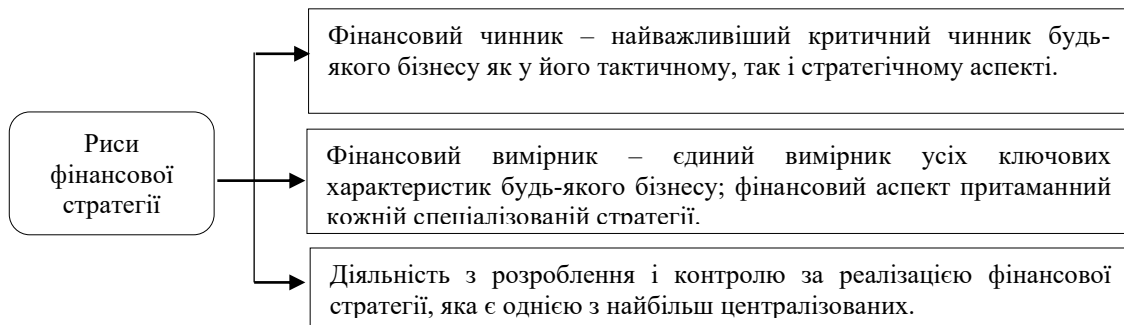 Фінансовий чинник – найважливіший критичний чинник будь-
якого бізнесу як у його тактичному, так і стратегічному аспекті.
Риси
фінансової
стратегії
Фінансовий вимірник – єдиний вимірник усіх ключових
характеристик будь-якого бізнесу; фінансовий аспект притаманний
кожній спеціалізованій стратегії.
Діяльність з розроблення і контролю за реалізацією фінансової
стратегії, яка є однією з найбільш централізованих.